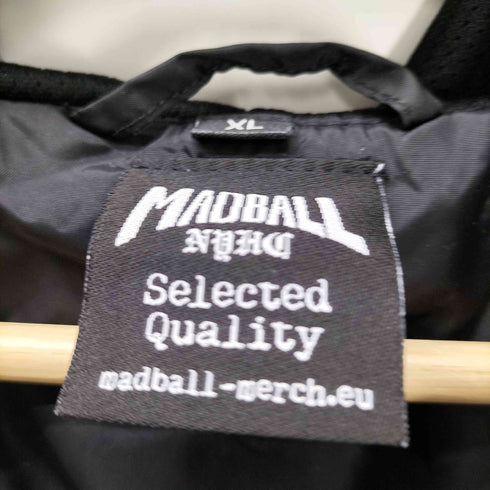 XL
MADBALL
NYHC
Selected
Quality
madball-merch.eu